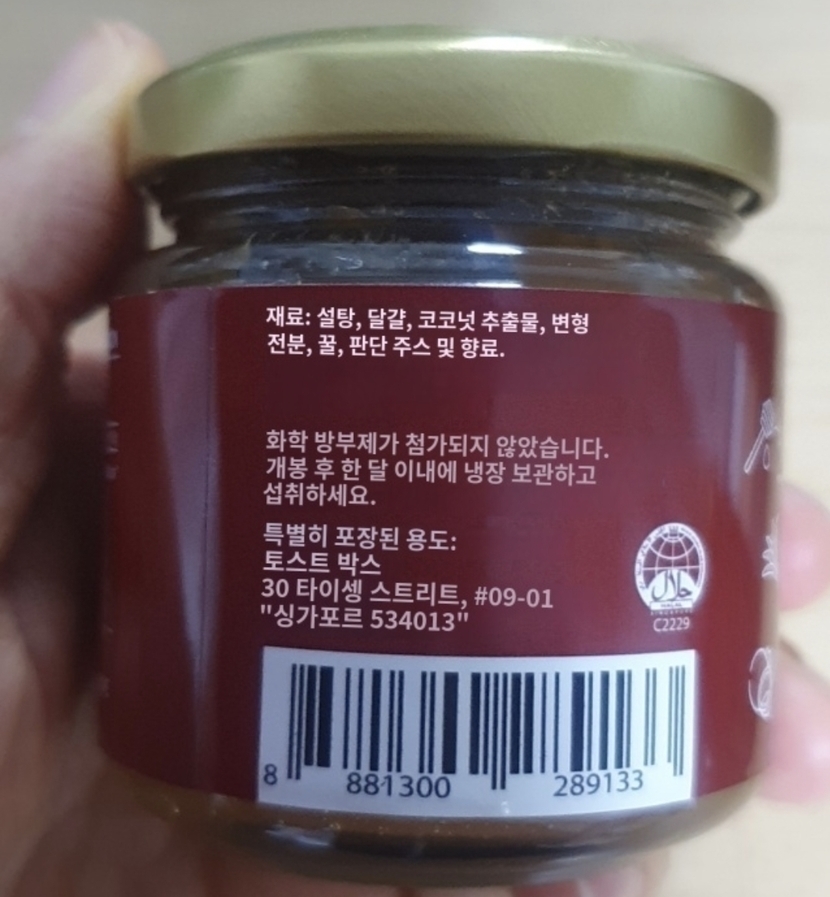 재료: 설탕, 달걀, 코코넛 추출물, 변형
전분, 꿀, 판단 주스 및 향료.
화학 방부제가 첨가되지 않았습니다.
개봉 후 한 달 이내에 냉장 보관하고
섭취하세요.
특별히 포장된 용도:
토스트 박스
30 타이셍 스트리트, #09-01
"싱가포르 534013"
حلال
HALAL
SINGAPORE
C2229
8 881300 289133